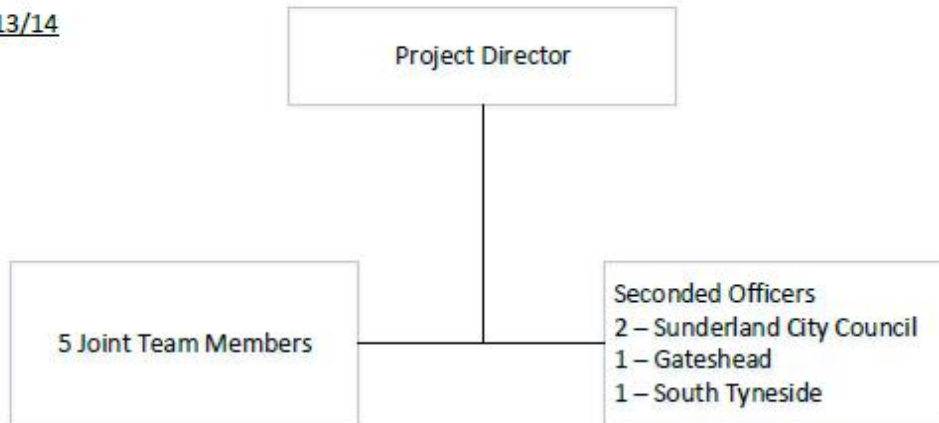 13/14
Project Director
5 Joint Team Members
Seconded Officers
2 – Sunderland City Council
1 – Gateshead
1 – South Tyneside